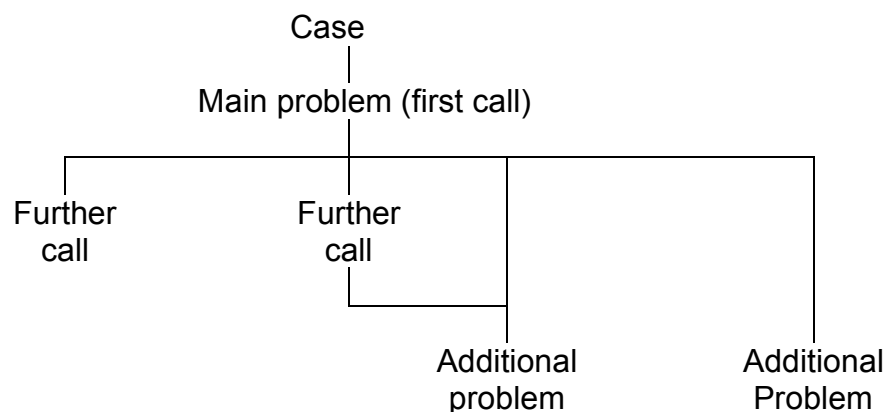 Case
Main problem (first call)
Further
call
Further
call
Additional
problem
Additional
Problem